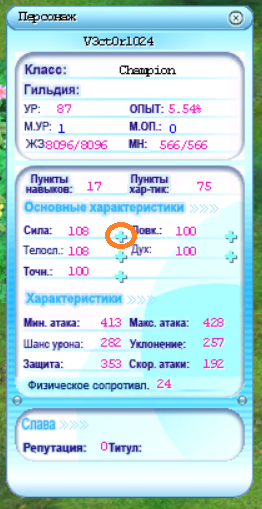 Персонаж
V3ct0r1024
Класс: Champion
Гильдия:
УР: 87 ОПЫТ: 5.54%
М.УР: 1 М.ОП.: 0
ЖЗ 8096/8096 МН: 566/566
Пункты навыков: 17 Пункты хар-тик: 75
Основные характеристики >>>
Сила: 108 Ловк.: 100
Телосл.: 108 Дух: 100
Точн.: 100
Характеристики >>>
Мин. атака: 413 Макс. атака: 428
Шанс урона: 282 Уклонение: 257
Защита: 353 Скор. атаки: 192
Физическое сопротивл. 24
Слава >>>
Репутация: 0 Титул: